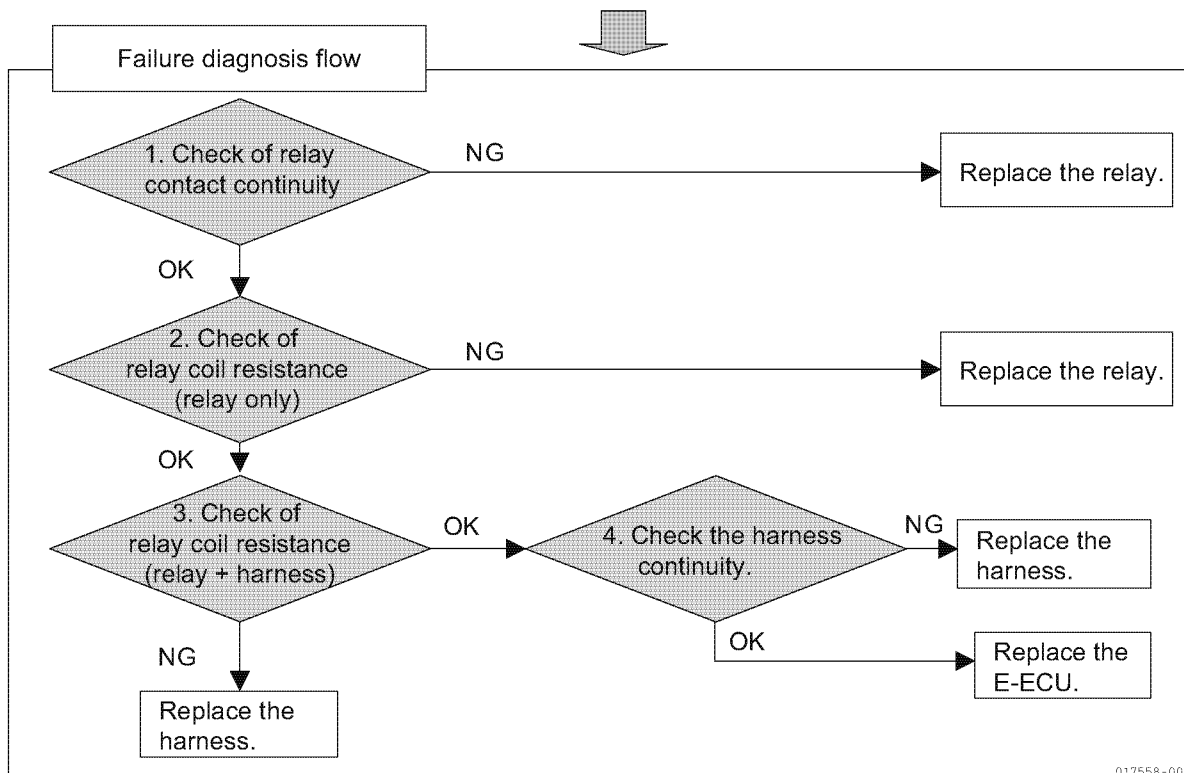 Failure diagnosis flow
1. Check of relay
contact continuity
NG
Replace the relay.
OK
2. Check of
relay coil resistance
(relay only)
NG
Replace the relay.
OK
3. Check of
relay coil resistance
(relay + harness)
OK
4. Check the harness
continuity.
NG
Replace the
harness.
OK
Replace the
E-ECU.
NG
Replace the
harness.